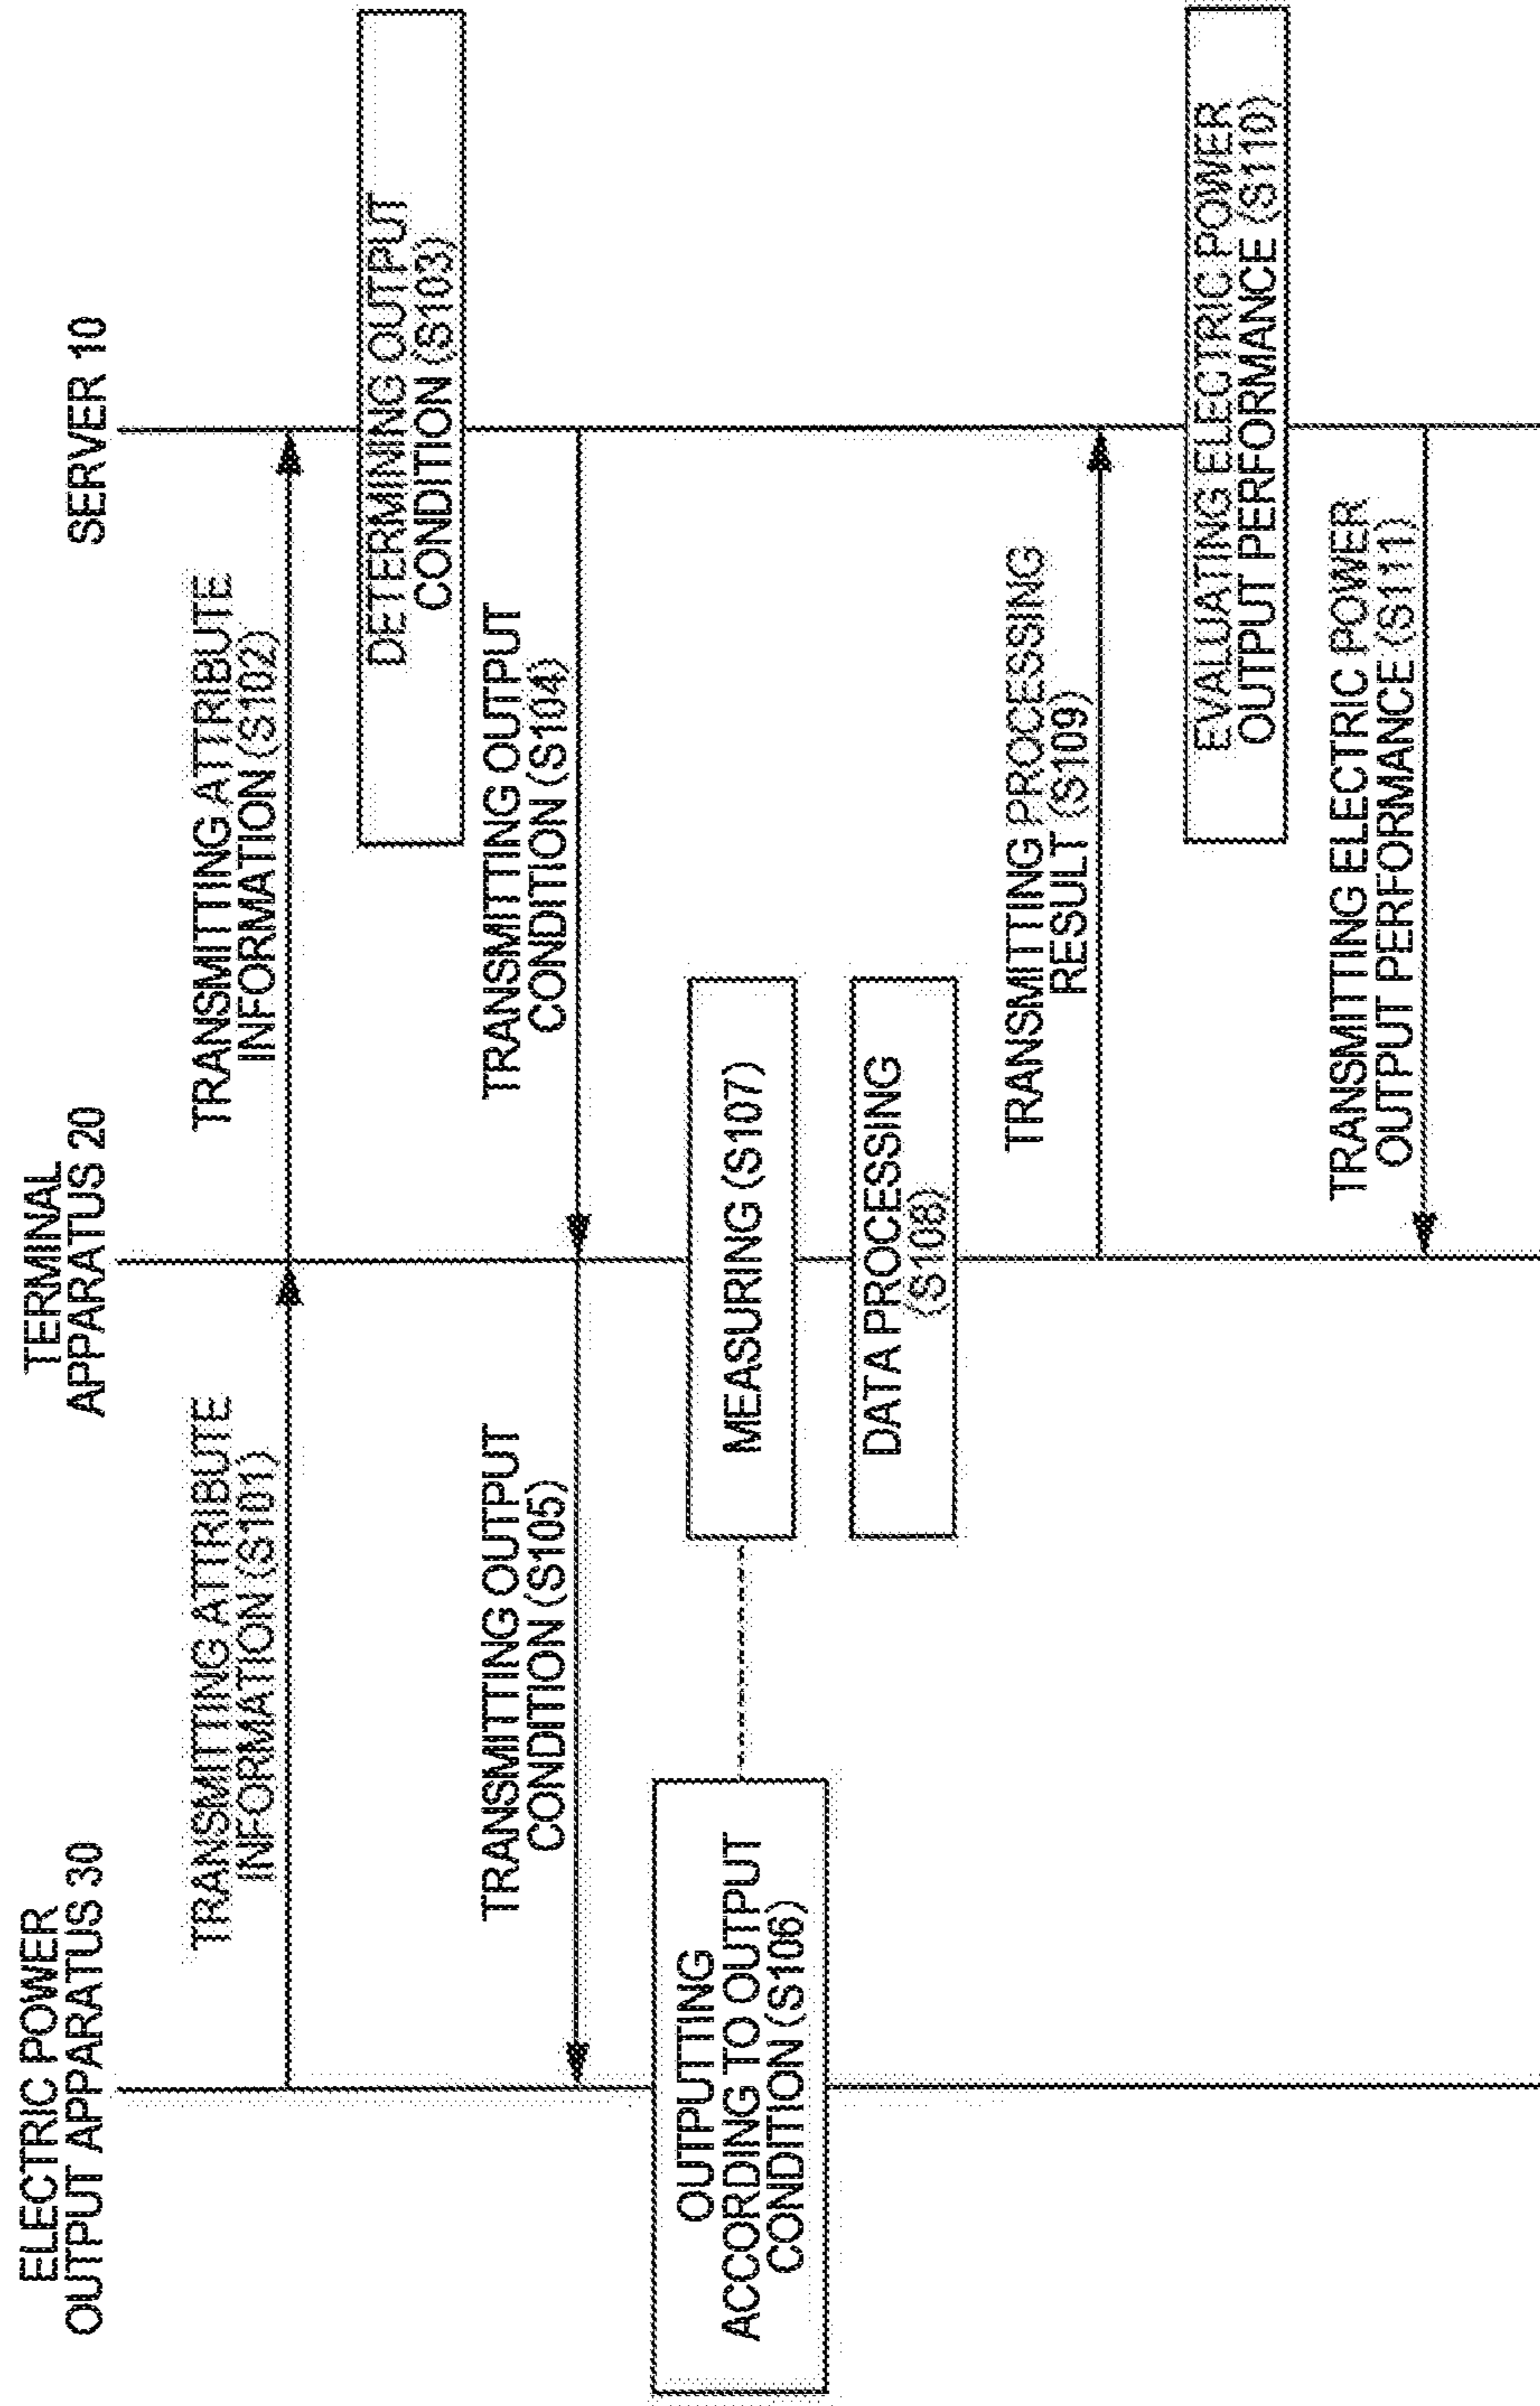 ELECTRIC POWER
OUTPUT APPARATUS 30
TERMINAL
APPARATUS 20
SERVER 10
TRANSMITTING ATTRIBUTE
INFORMATION (S101)
TRANSMITTING ATTRIBUTE
INFORMATION (S102)
DETERMINING OUTPUT
CONDITION (S103)
TRANSMITTING OUTPUT
CONDITION (S104)
TRANSMITTING OUTPUT
CONDITION (S105)
OUTPUTTING
ACCORDING TO OUTPUT
CONDITION (S106)
MEASURING (S107)
DATA PROCESSING
(S108)
TRANSMITTING PROCESSING
RESULT (S109)
EVALUATING ELECTRIC POWER
OUTPUT PERFORMANCE (S110)
TRANSMITTING ELECTRIC POWER
OUTPUT PERFORMANCE (S111)